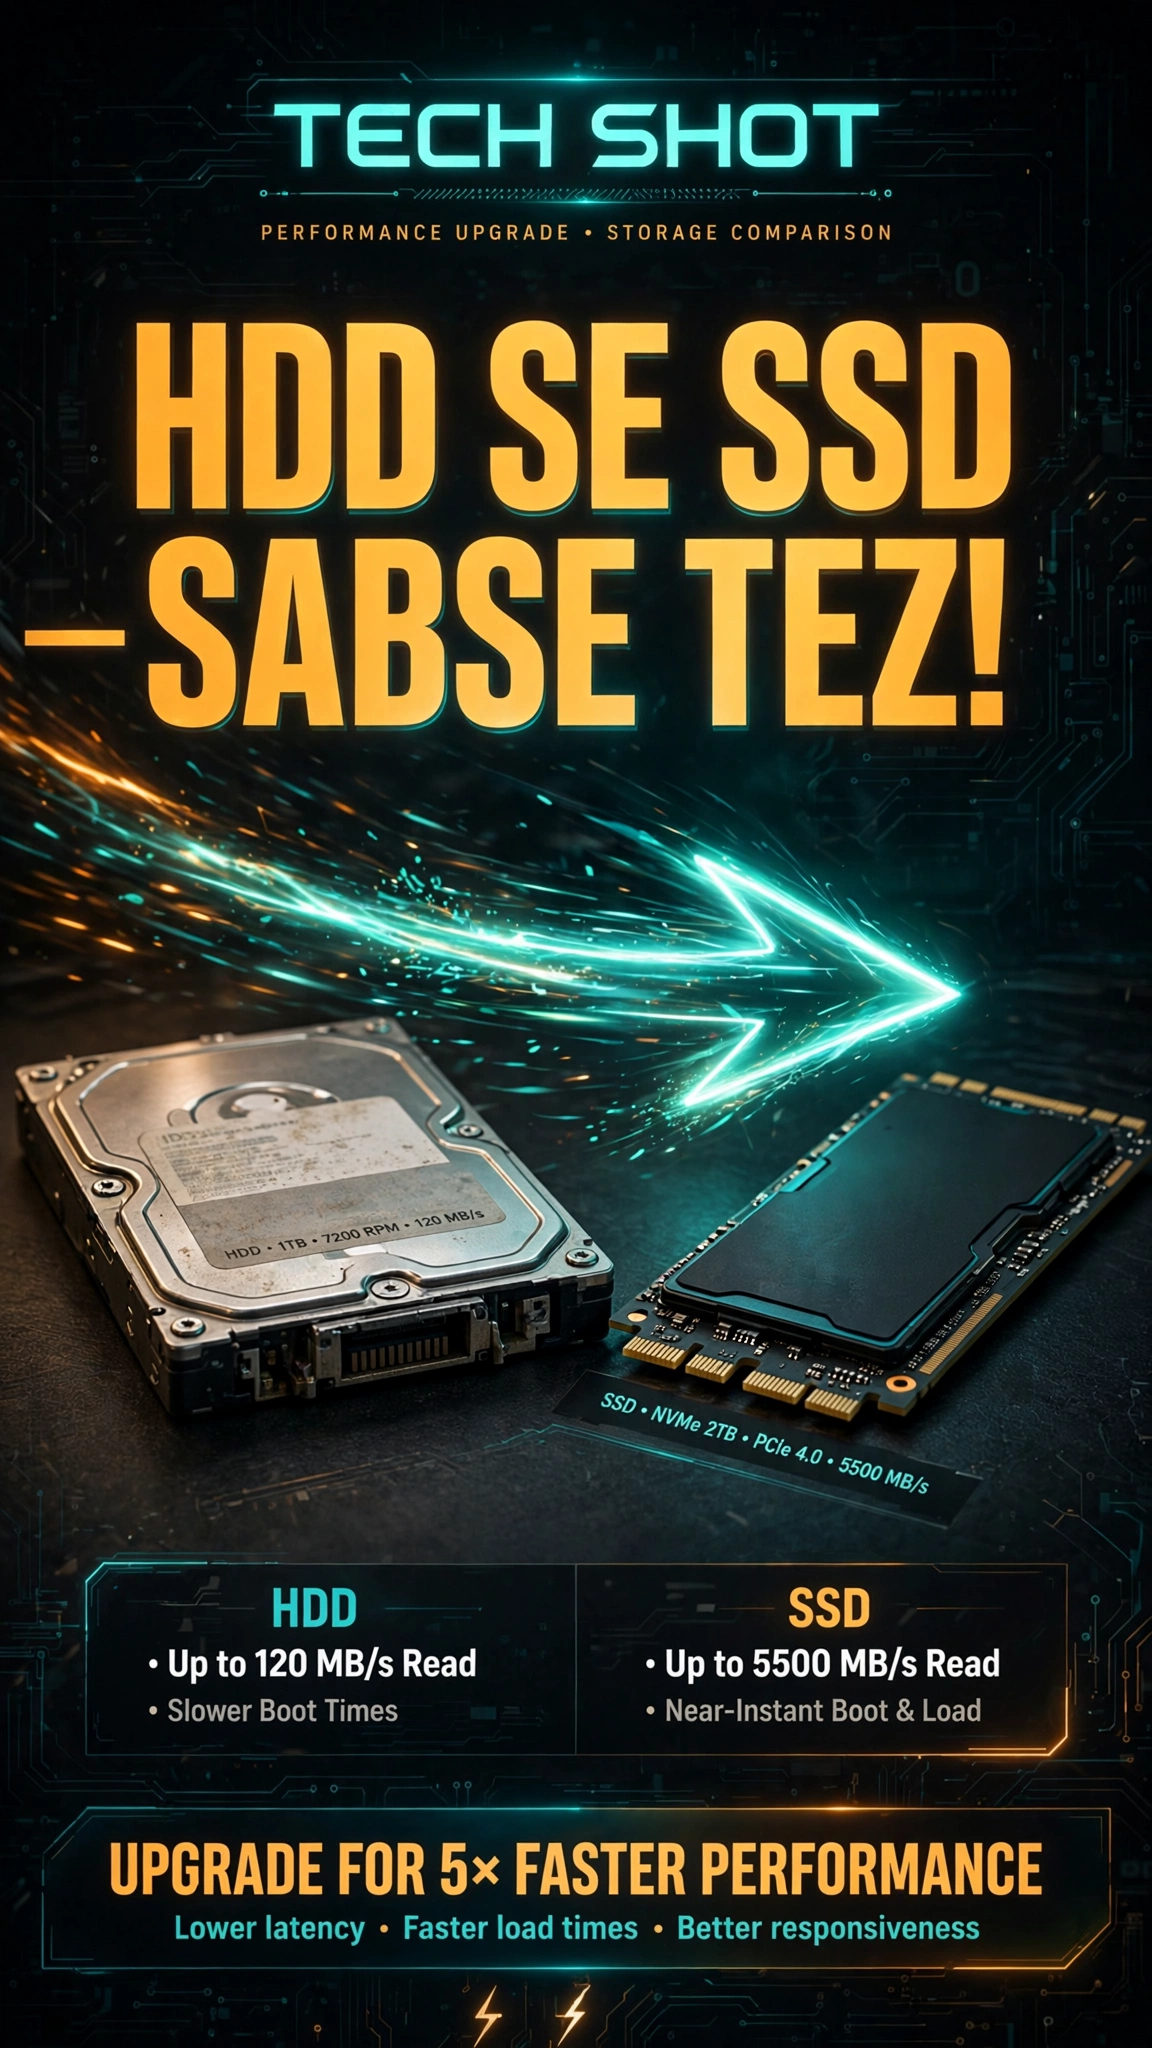 TECH SHOT
PERFORMANCE UPGRADE • STORAGE COMPARISON
HDD SE SSD
—SABSE TEZ!
HDD • 1TB • 7200 RPM • 120 MB/s
SSD • NVMe 2TB • PCIe 4.0 • 5500 MB/s
HDD
• Up to 120 MB/s Read
• Slower Boot Times
SSD
• Up to 5500 MB/s Read
• Near-Instant Boot & Load
UPGRADE FOR 5× FASTER PERFORMANCE
Lower latency • Faster load times • Better responsiveness